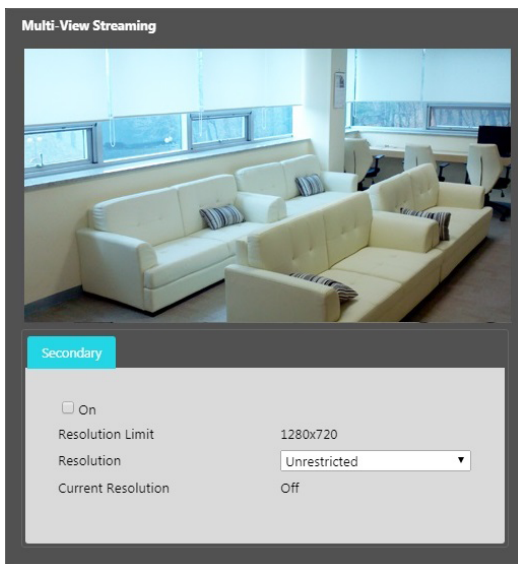 Multi-View Streaming
Secondary
On
Resolution Limit 1280x720
Resolution Unrestricted
Current Resolution Off